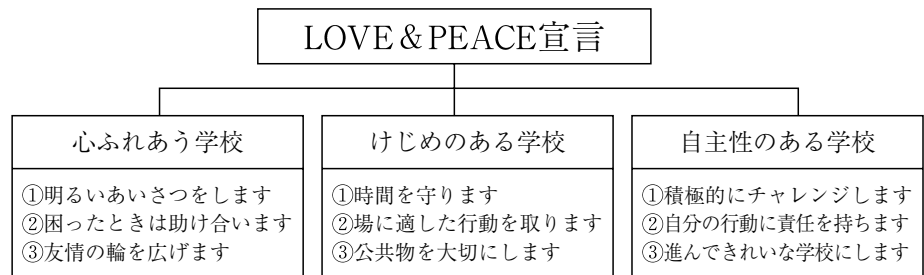 LOVE＆PEACE宣言
心ふれあう学校
①明るいあいさつをします
②困ったときは助け合います
③友情の輪を広げます
けじめのある学校
①時間を守ります
②場に適した行動を取ります
③公共物を大切にします
自主性のある学校
①積極的にチャレンジします
②自分の行動に責任を持ちます
③進んできれいな学校にします